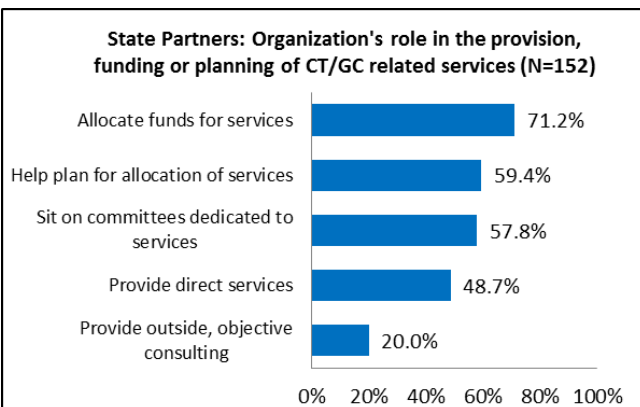 State Partners: Organization's role in the provision,
funding or planning of CT/GC related services (N=152)
Allocate funds for services
71.2%
Help plan for allocation of services
59.4%
Sit on committees dedicated to
services
57.8%
Provide direct services
48.7%
Provide outside, objective
consulting
20.0%
0% 20% 40% 60% 80% 100%